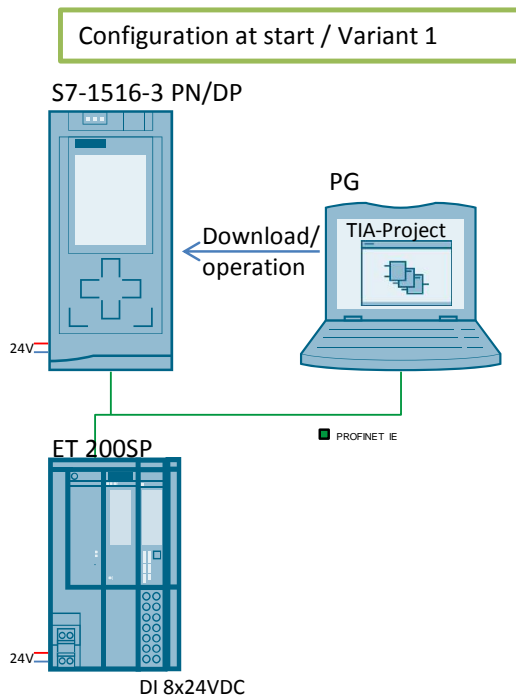 Configuration at start / Variant 1
S7-1516-3 PN/DP
PG
TIA-Project
Download/
operation
24V
PROFINET IE
ET 200SP
24V
DI 8x24VDC